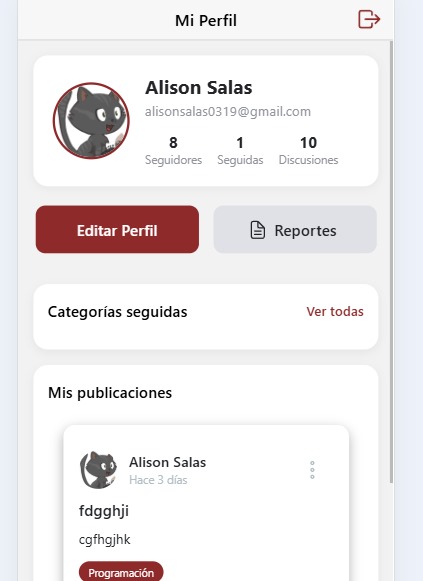 Mi Perfil
Alison Salas
alisonsalas0319@gmail.com
8 1 10
Seguidores Seguidas Discusiones
Editar Perfil Reportes
Categorías seguidas Ver todas
Mis publicaciones
Alison Salas
Hace 3 días
fdgghji
cgfhgjhk
Programación